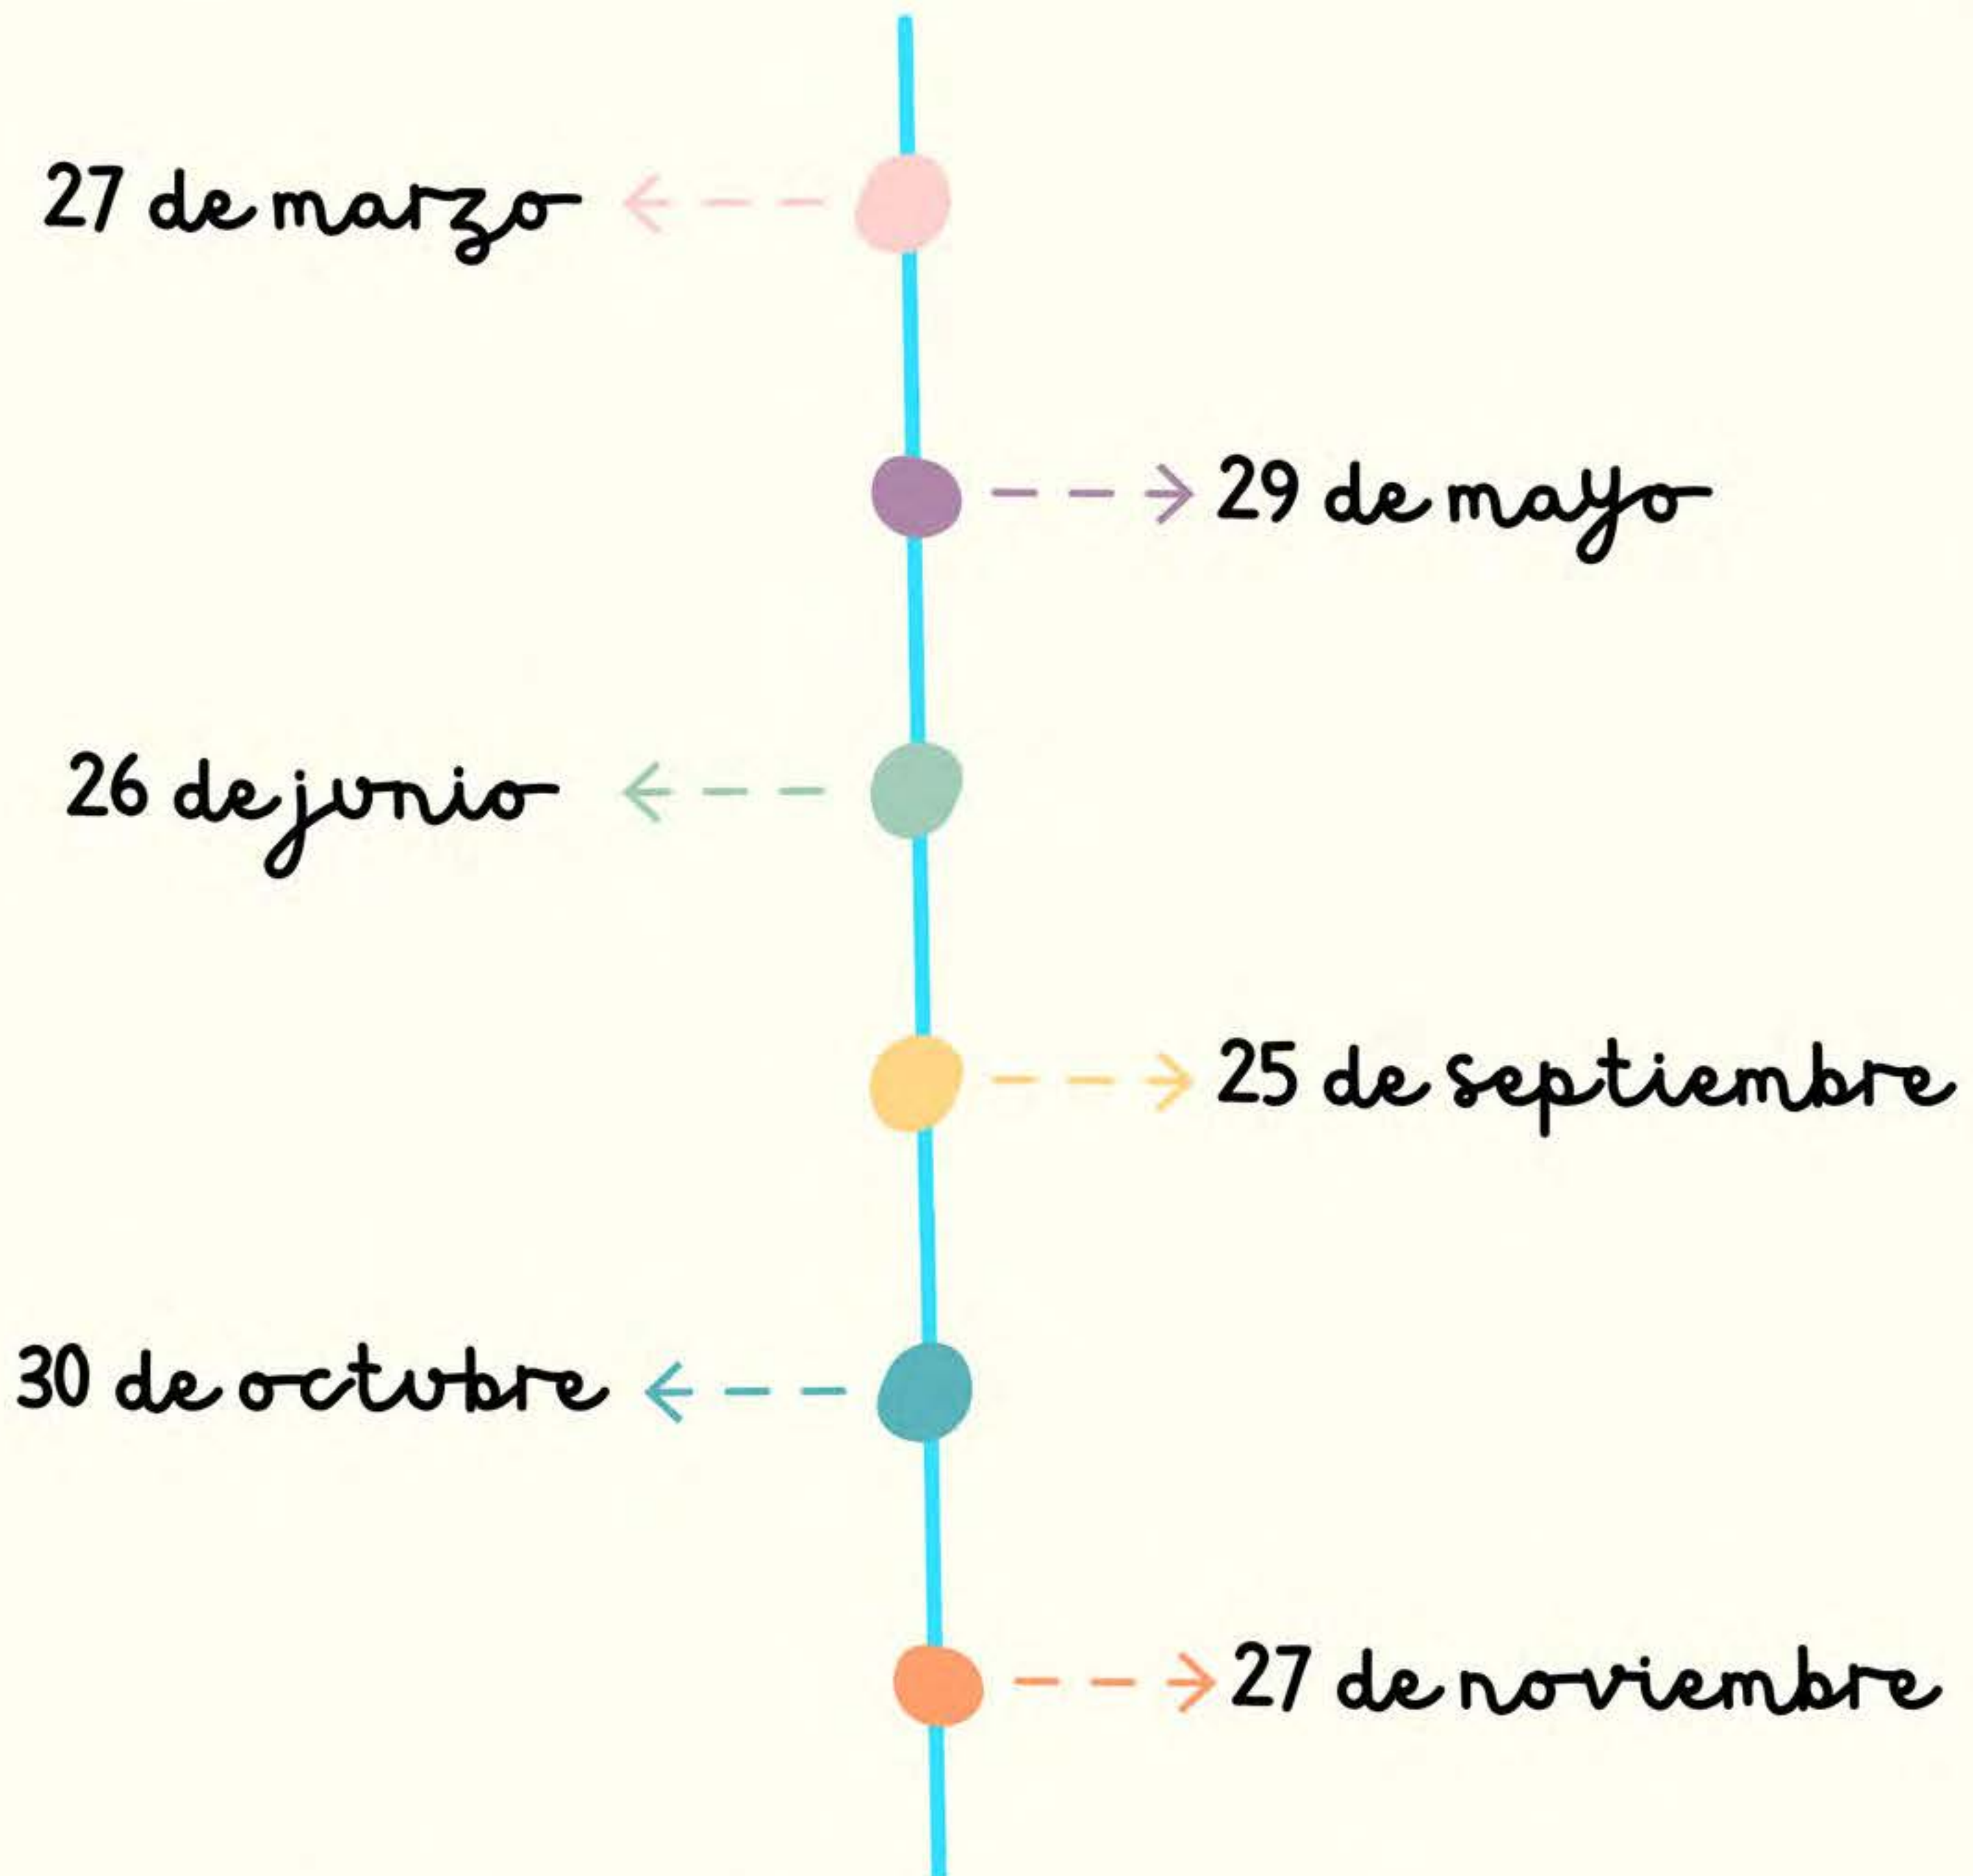 27 de marzo
29 de mayo
26 de junio
25 de septiembre
30 de octubre
27 de noviembre